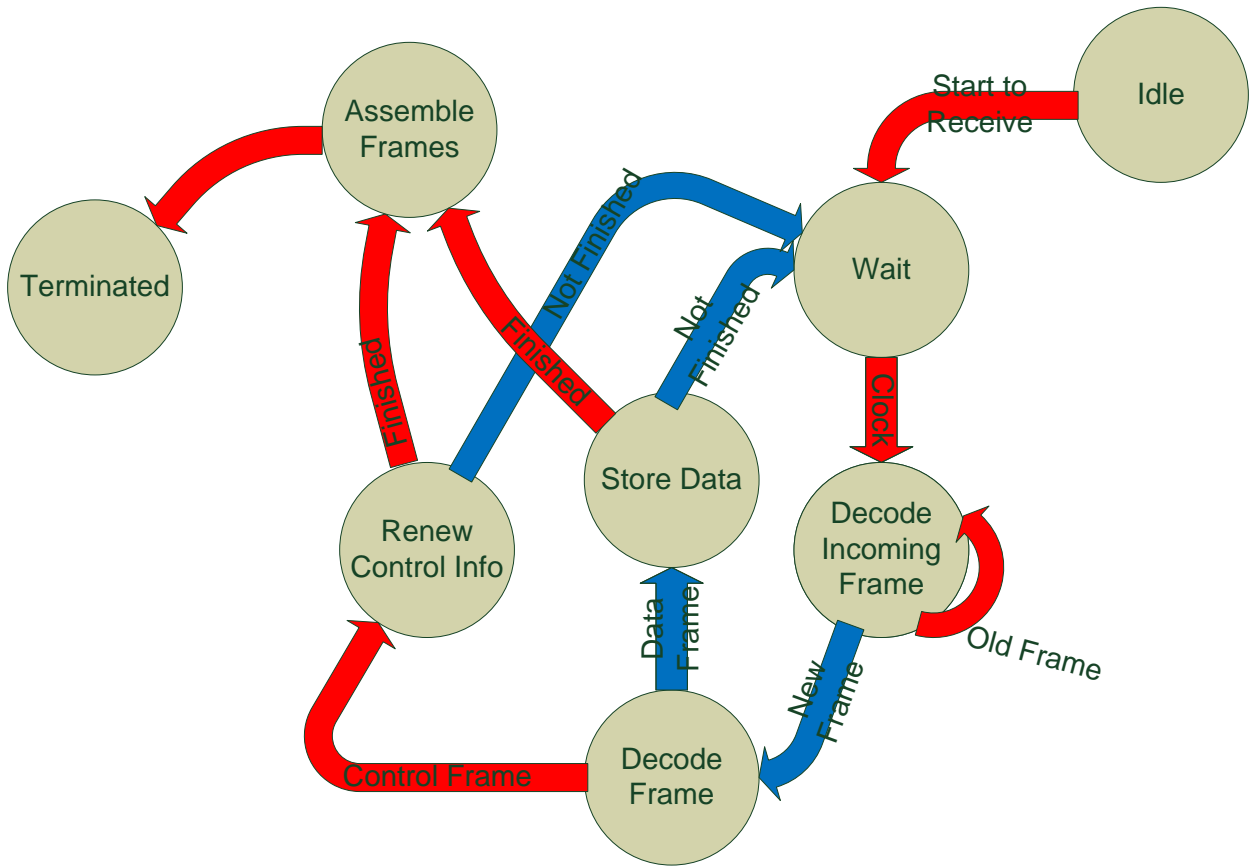 Start to
Receive
Idle
Assemble
Frames
Not Finished
Wait
Terminated
Not
Finished
Finished
Finished
Clock
Store Data
Decode
Incoming
Frame
Renew
Control Info
Data
Frame
Old Frame
New
Frame
Decode
Frame
Control Frame